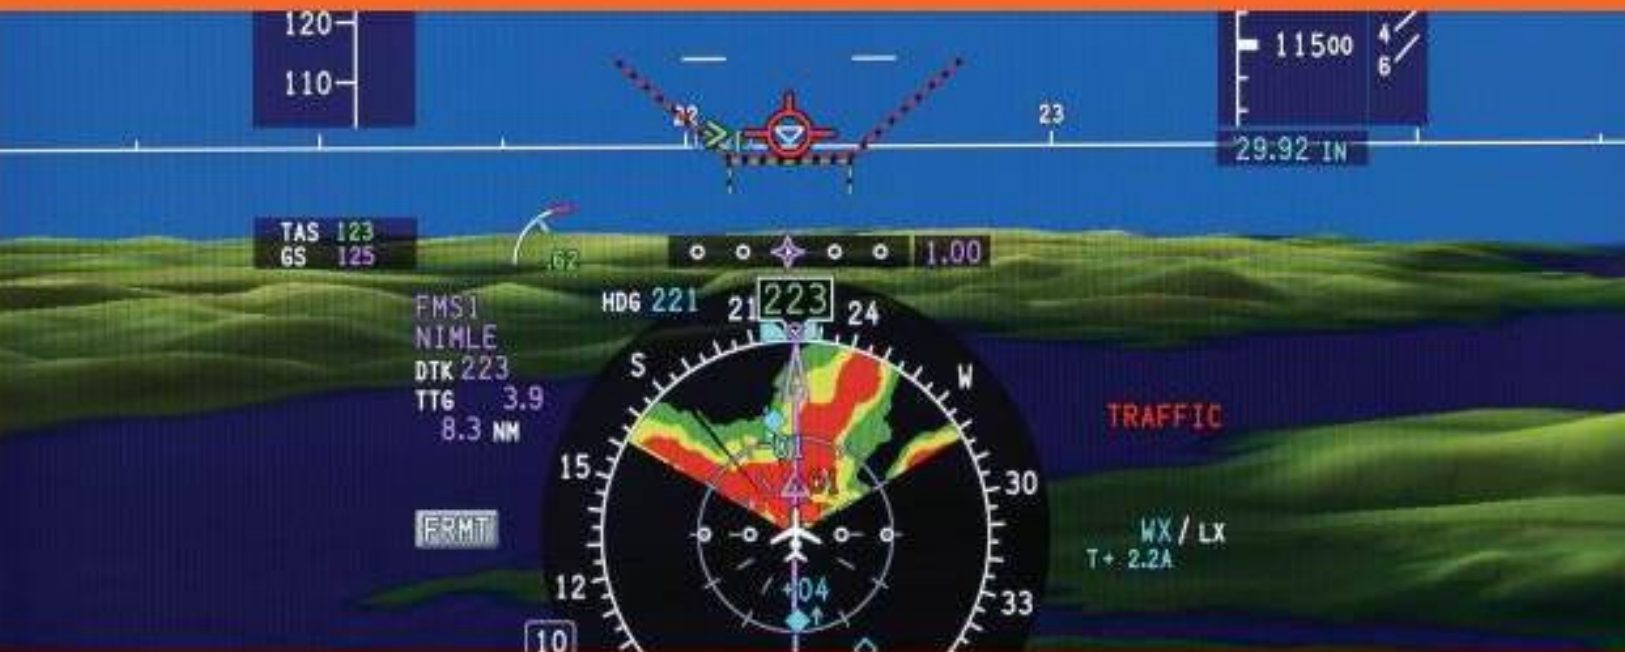 120
110
11500
4
6
22
23
29.92 IN
TAS 123
GS 125
G2
1.00
FMS1
NIMLE
DTK 223
TTG 3.9
8.3 NM
HDG 221
21 223 24
S
W
TRAFFIC
15
30
FRMT
WX / LX
T+ 2.2A
12
+04
33
10